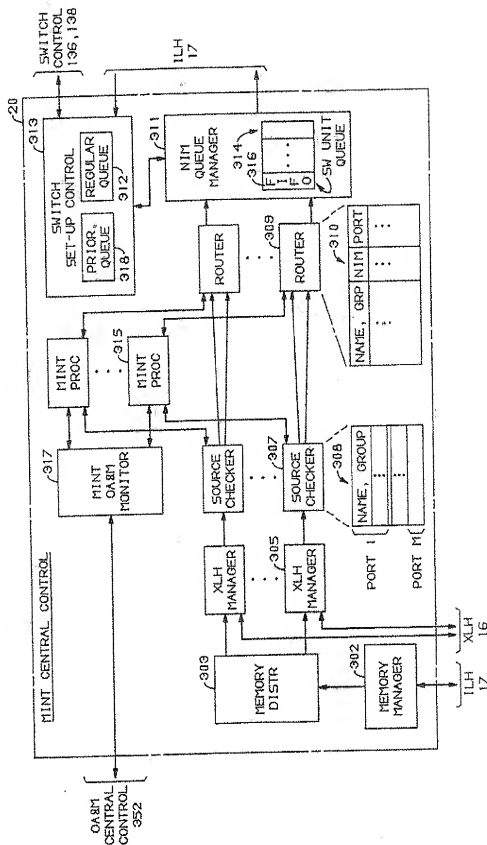 MINT CENTRAL CONTROL
20
SWITCH
CONTROL
136, 138
ILH
17
313
SWITCH
SET-UP CONTROL
PRIOR.
QUEUE
318
REGULAR
QUEUE
312
311
NIM
QUEUE
MANAGER
314
316
F
I
F
O
SW UNIT
QUEUE
MINT
PROC
315
MINT
PROC
ROUTER
309
ROUTER
310
NAME, GRP
NIM
PORT
317
MINT
OA&M
MONITOR
OA&M
CENTRAL
CONTROL
352
SOURCE
CHECKER
307
SOURCE
CHECKER
308
NAME, GROUP
PORT 1
PORT M
XLH
MANAGER
305
XLH
MANAGER
303
MEMORY
DISTR
302
MEMORY
MANAGER
XLH
16
ILH
17